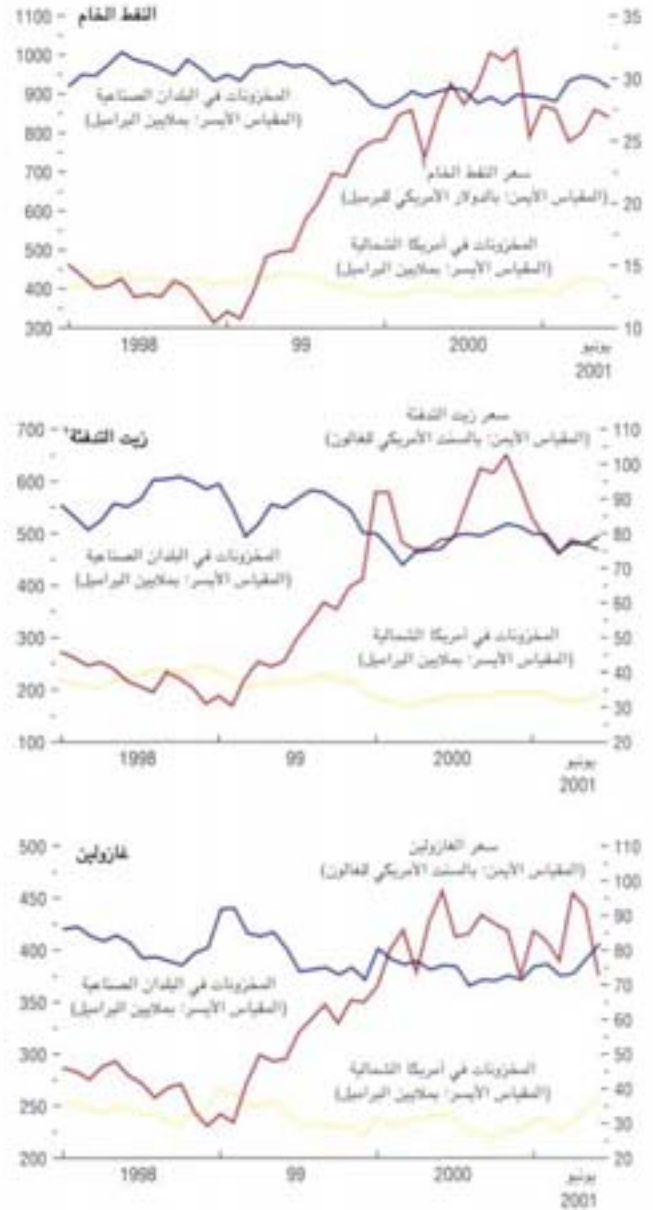 النفط الخام
1100
1000
900
800
700
600
500
400
300
35
30
25
20
15
10
المخزونات في البلدان الصناعية
(المقياس الأيسر: بملايين البراميل)
سعر النفط الخام
(المقياس الأيمن: بالدولار الأمريكي للبرميل)
المخزونات في أمريكا الشمالية
(المقياس الأيسر: بملايين البراميل)
1998
99
2000
يونيو
2001
زيت التدفئة¹
سعر زيت التدفئة
(المقياس الأيمن: بالسنت الأمريكي للغالون)
700
600
500
400
300
200
100
110
100
90
80
70
60
50
40
30
20
المخزونات في البلدان الصناعية
(المقياس الأيسر: بملايين البراميل)
المخزونات في أمريكا الشمالية
(المقياس الأيسر: بملايين البراميل)
1998
99
2000
يونيو
2001
غازولين
سعر الغازولين
(المقياس الأيمن: بالسنت الأمريكي للغالون)
500
450
400
350
300
250
200
110
100
90
80
70
60
50
40
30
20
المخزونات في البلدان الصناعية
(المقياس الأيسر: بملايين البراميل)
المخزونات في أمريكا الشمالية
(المقياس الأيسر: بملايين البراميل)
1998
99
2000
يونيو
2001